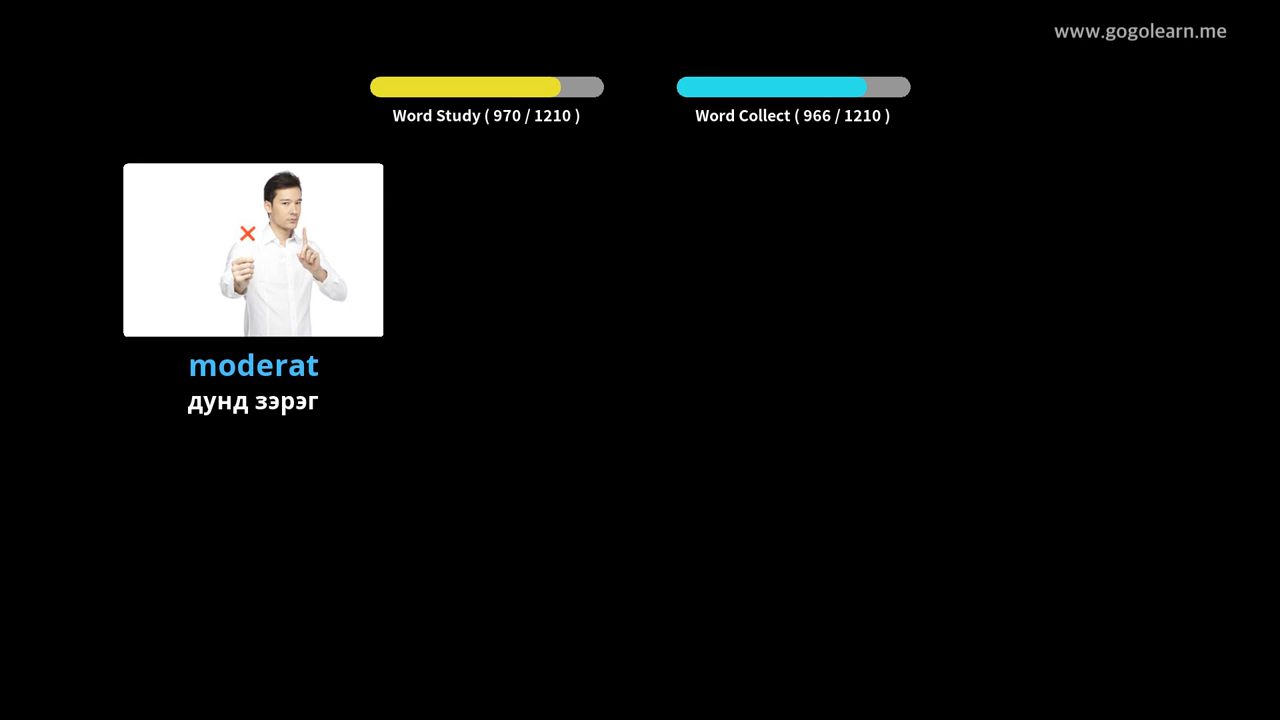 www.gogolearn.me
Word Study ( 970 / 1210 )
Word Collect ( 966 / 1210 )
moderat
дунд зэрэг